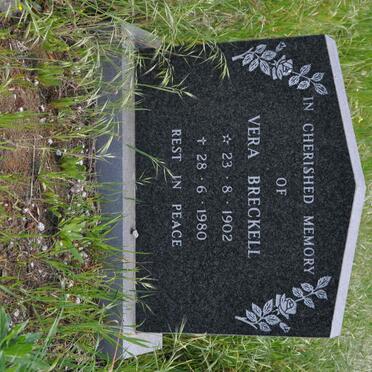 IN CHERISHED MEMORY
OF
VERA BRECKELL
☆ 23 · 8 · 1902
✝ 28 · 6 · 1980
REST IN PEACE